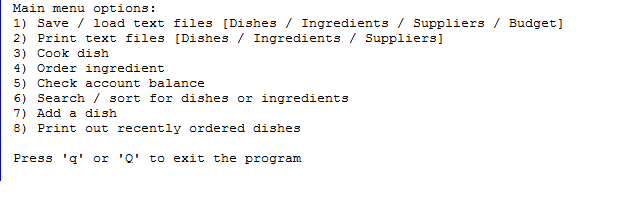 Main menu options:
1) Save / load text files [Dishes / Ingredients / Suppliers / Budget]
2) Print text files [Dishes / Ingredients / Suppliers]
3) Cook dish
4) Order ingredient
5) Check account balance
6) Search / sort for dishes or ingredients
7) Add a dish
8) Print out recently ordered dishes
Press 'q' or 'Q' to exit the program